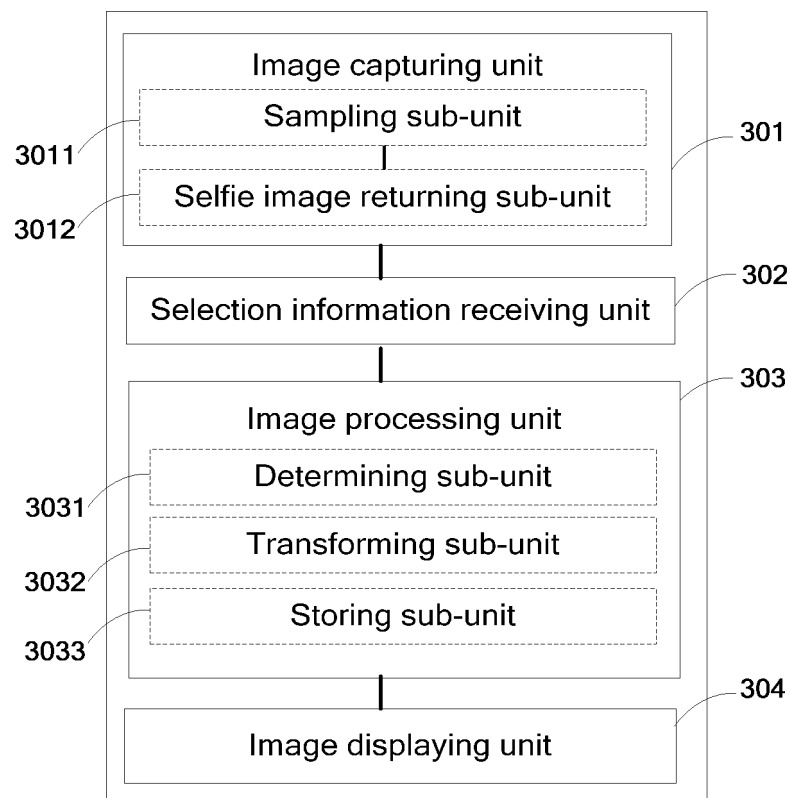 Image capturing unit
Sampling sub-unit
301
3011
Selfie image returning sub-unit
3012
302
Selection information receiving unit
303
Image processing unit
Determining sub-unit
3031
Transforming sub-unit
3032
Storing sub-unit
3033
304
Image displaying unit